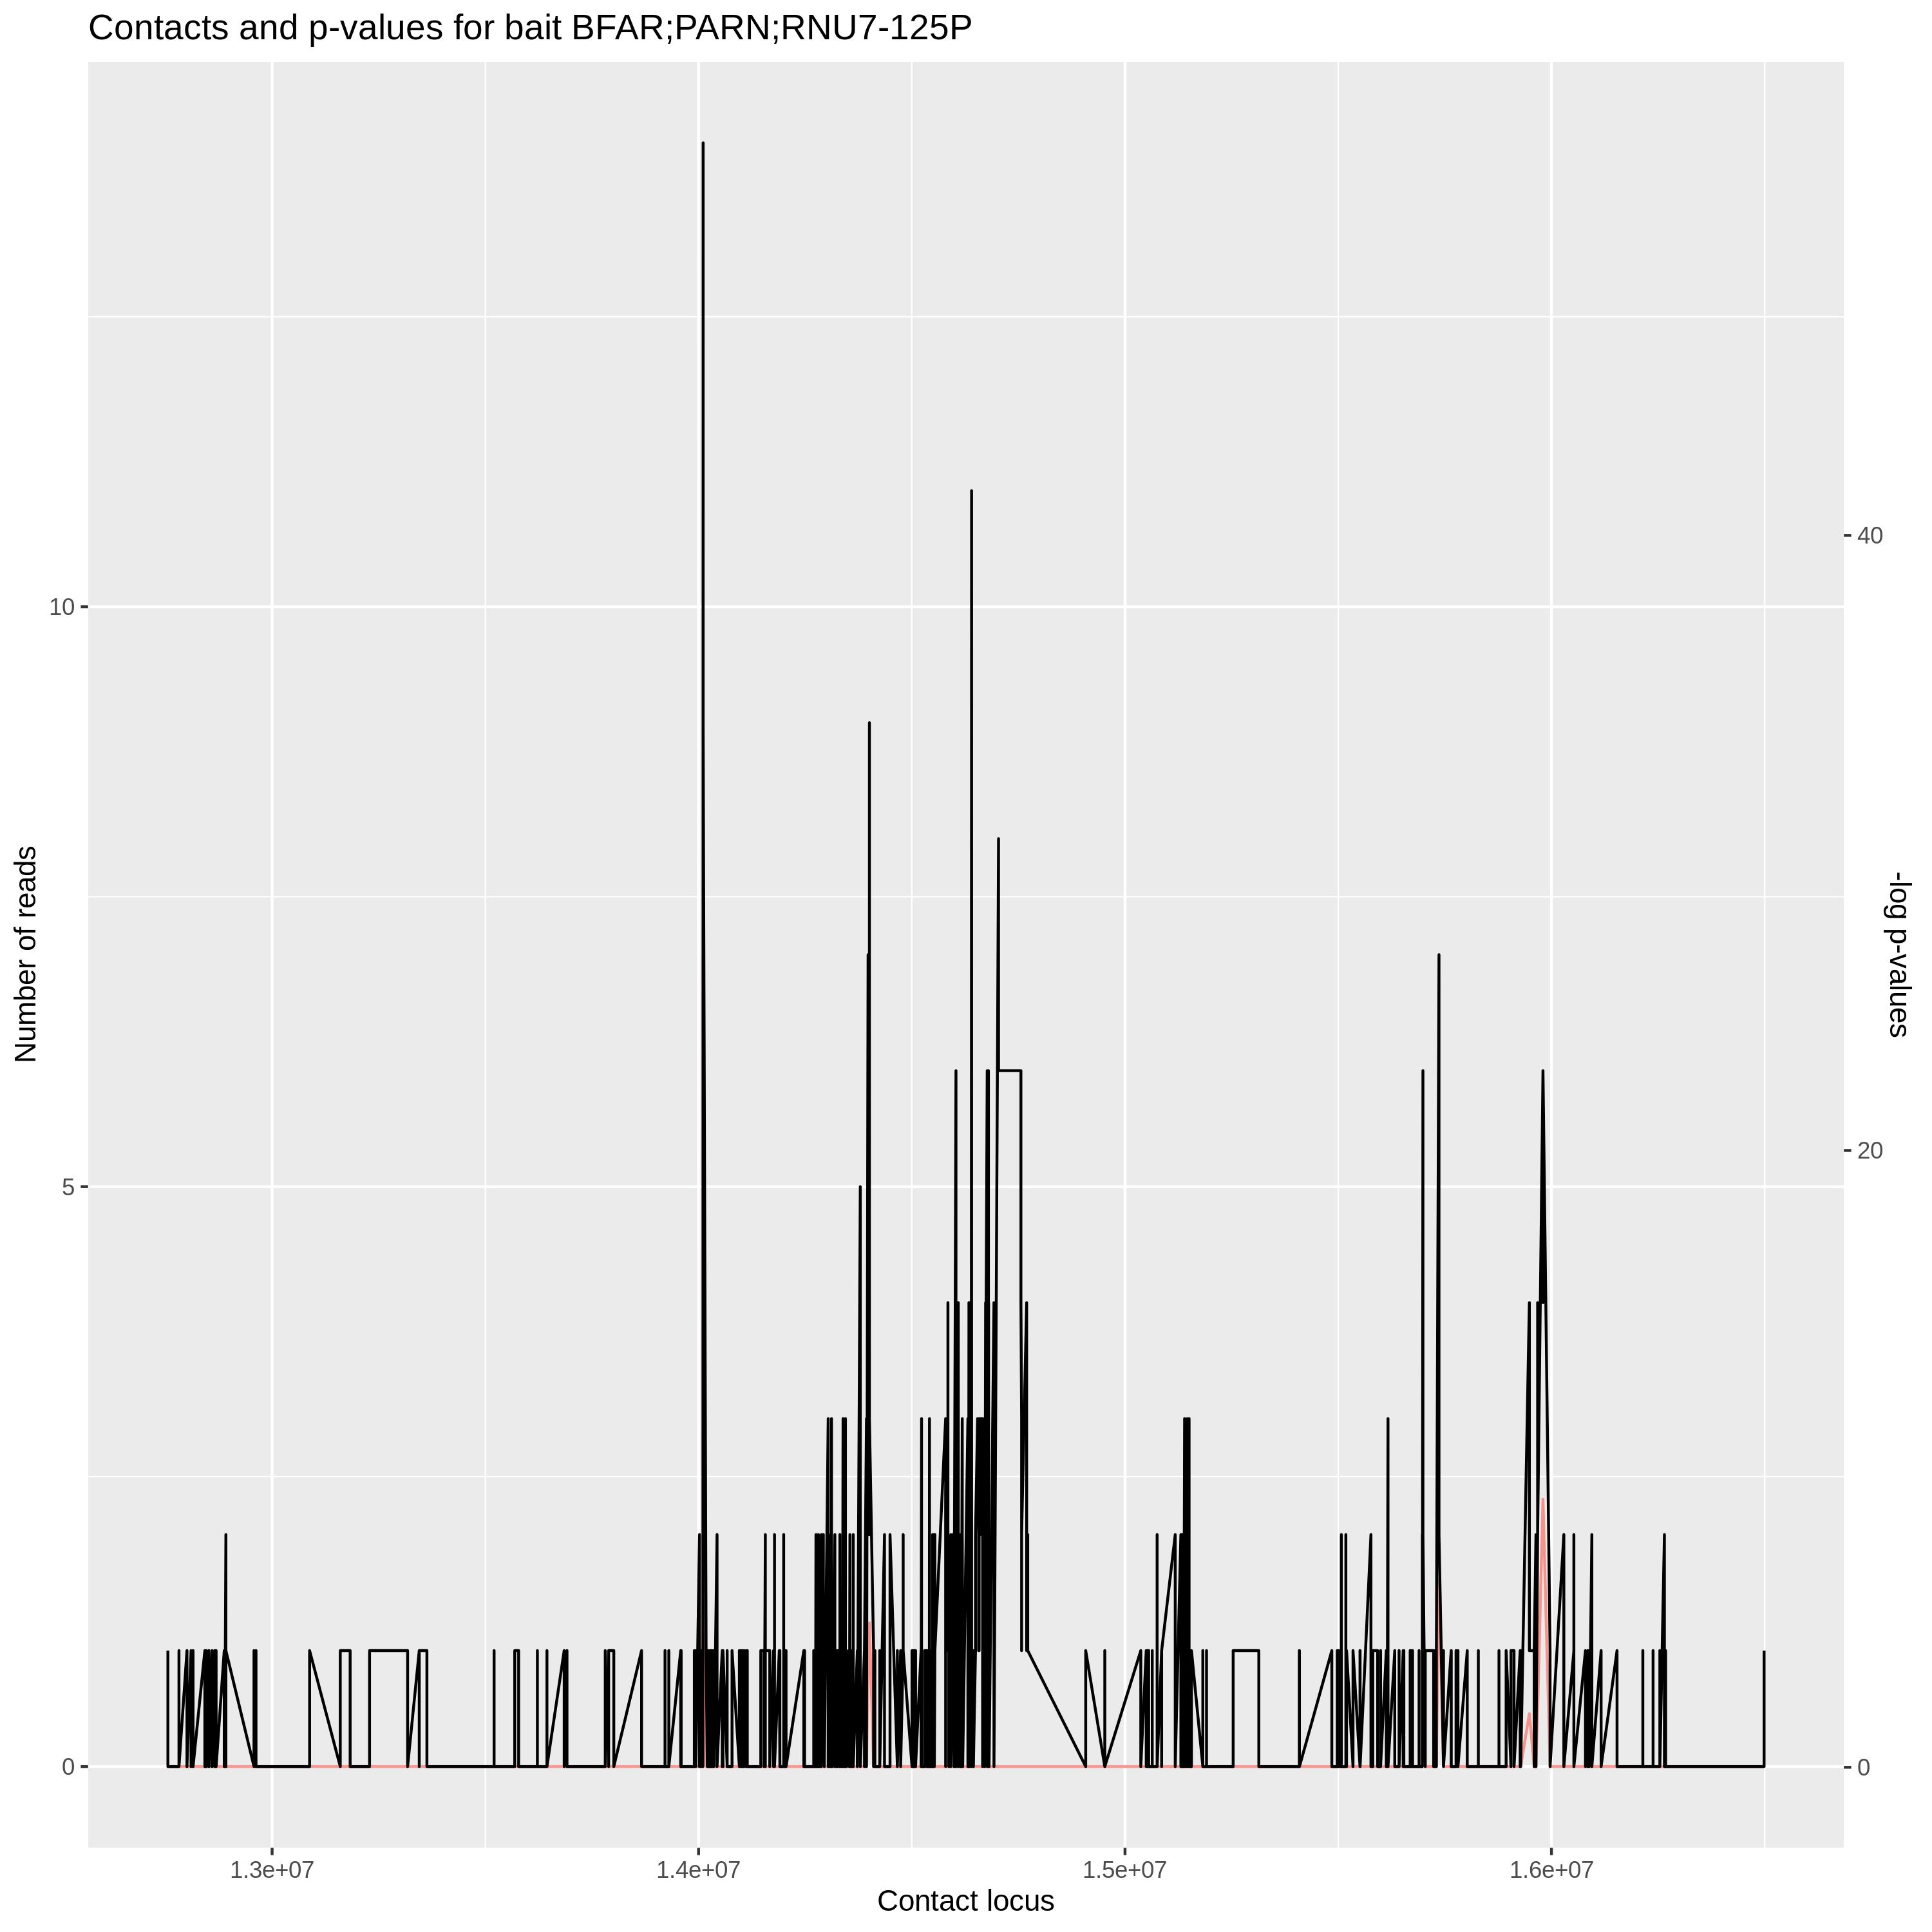 Contacts and p-values for bait BFAR;PARN;RNU7-125P
Number of reads
10
5
0
40
20
0
-log p-values
1.3e+07
1.4e+07
1.5e+07
1.6e+07
Contact locus